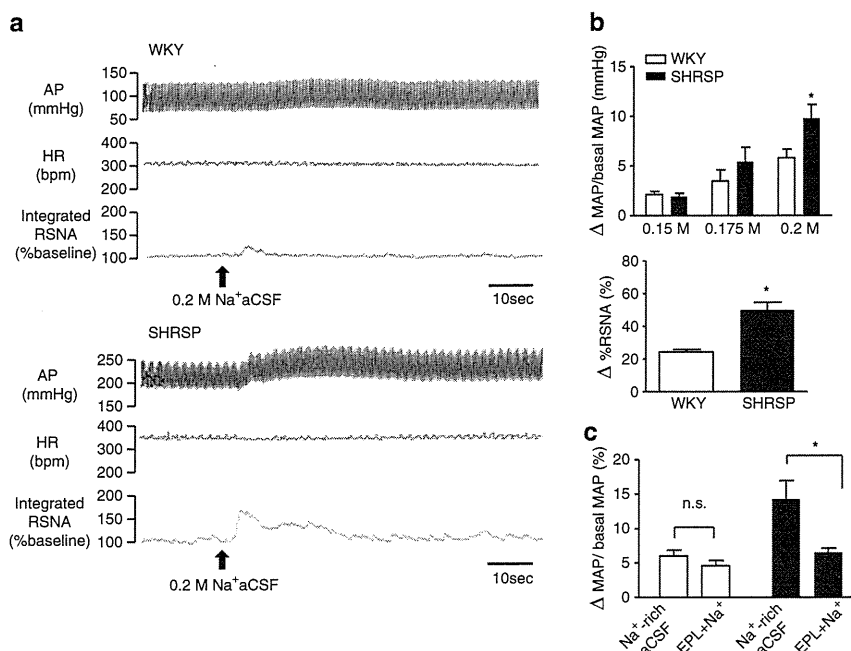 a
WKY
AP
(mmHg)
150
100
50
HR
(bpm)
400
300
200
Integrated
RSNA
(%baseline)
200
150
100
0.2 M Na⁺aCSF
10sec
SHRSP
AP
(mmHg)
250
200
150
HR
(bpm)
400
300
200
Integrated
RSNA
(%baseline)
200
150
100
0.2 M Na⁺aCSF
10sec
b
WKY
SHRSP
Δ MAP/basal MAP (mmHg)
15
10
5
0
*
0.15 M 0.175 M 0.2 M
Δ %RSNA (%)
80
60
40
20
0
*
WKY SHRSP
c
Δ MAP/ basal MAP (%)
20
15
10
5
0
n.s.
*
Na⁺-rich
aCSF
EPL+Na⁺
Na⁺-rich
aCSF
EPL+Na⁺